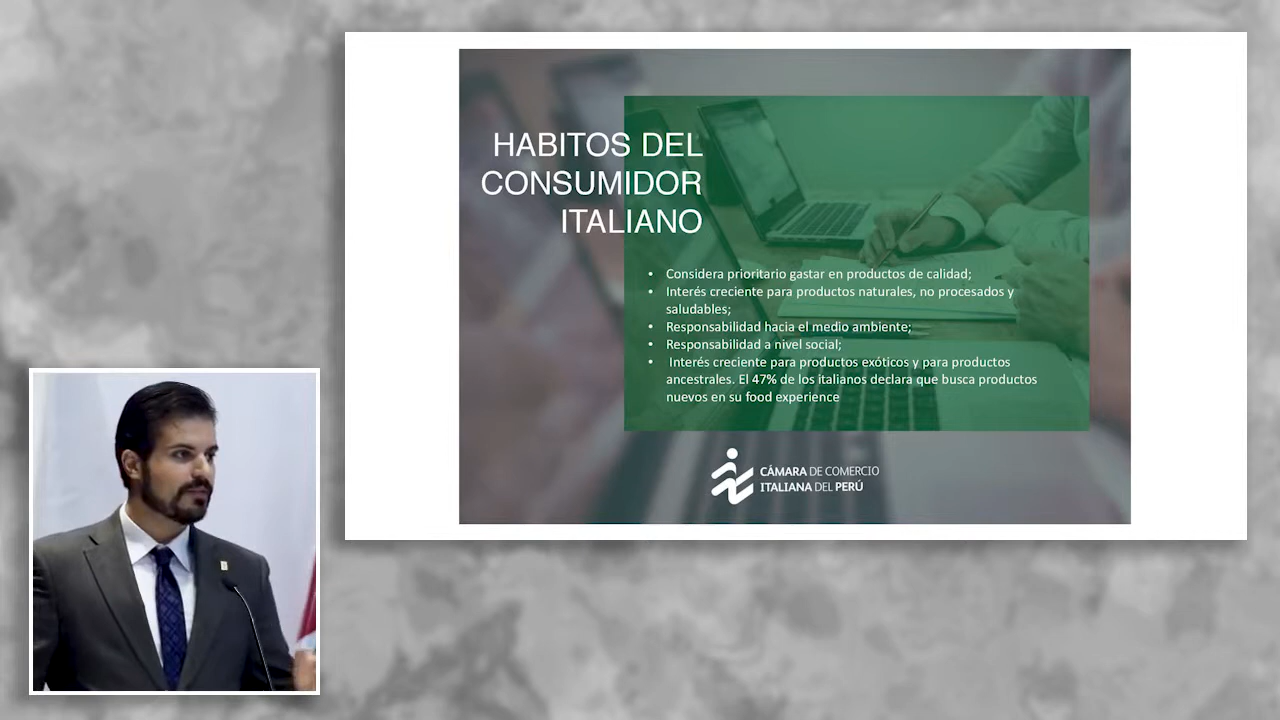 HABITOS DEL
CONSUMIDOR
ITALIANO
• Considera prioritario gastar en productos de calidad;
• Interés creciente para productos naturales, no procesados y
saludables;
• Responsabilidad hacia el medio ambiente;
• Responsabilidad a nivel social;
• Interés creciente para productos exóticos y para productos
ancestrales. El 47% de los italianos declara que busca productos
nuevos en su food experience
CÁMARA DE COMERCIO
ITALIANA DEL PERÚ